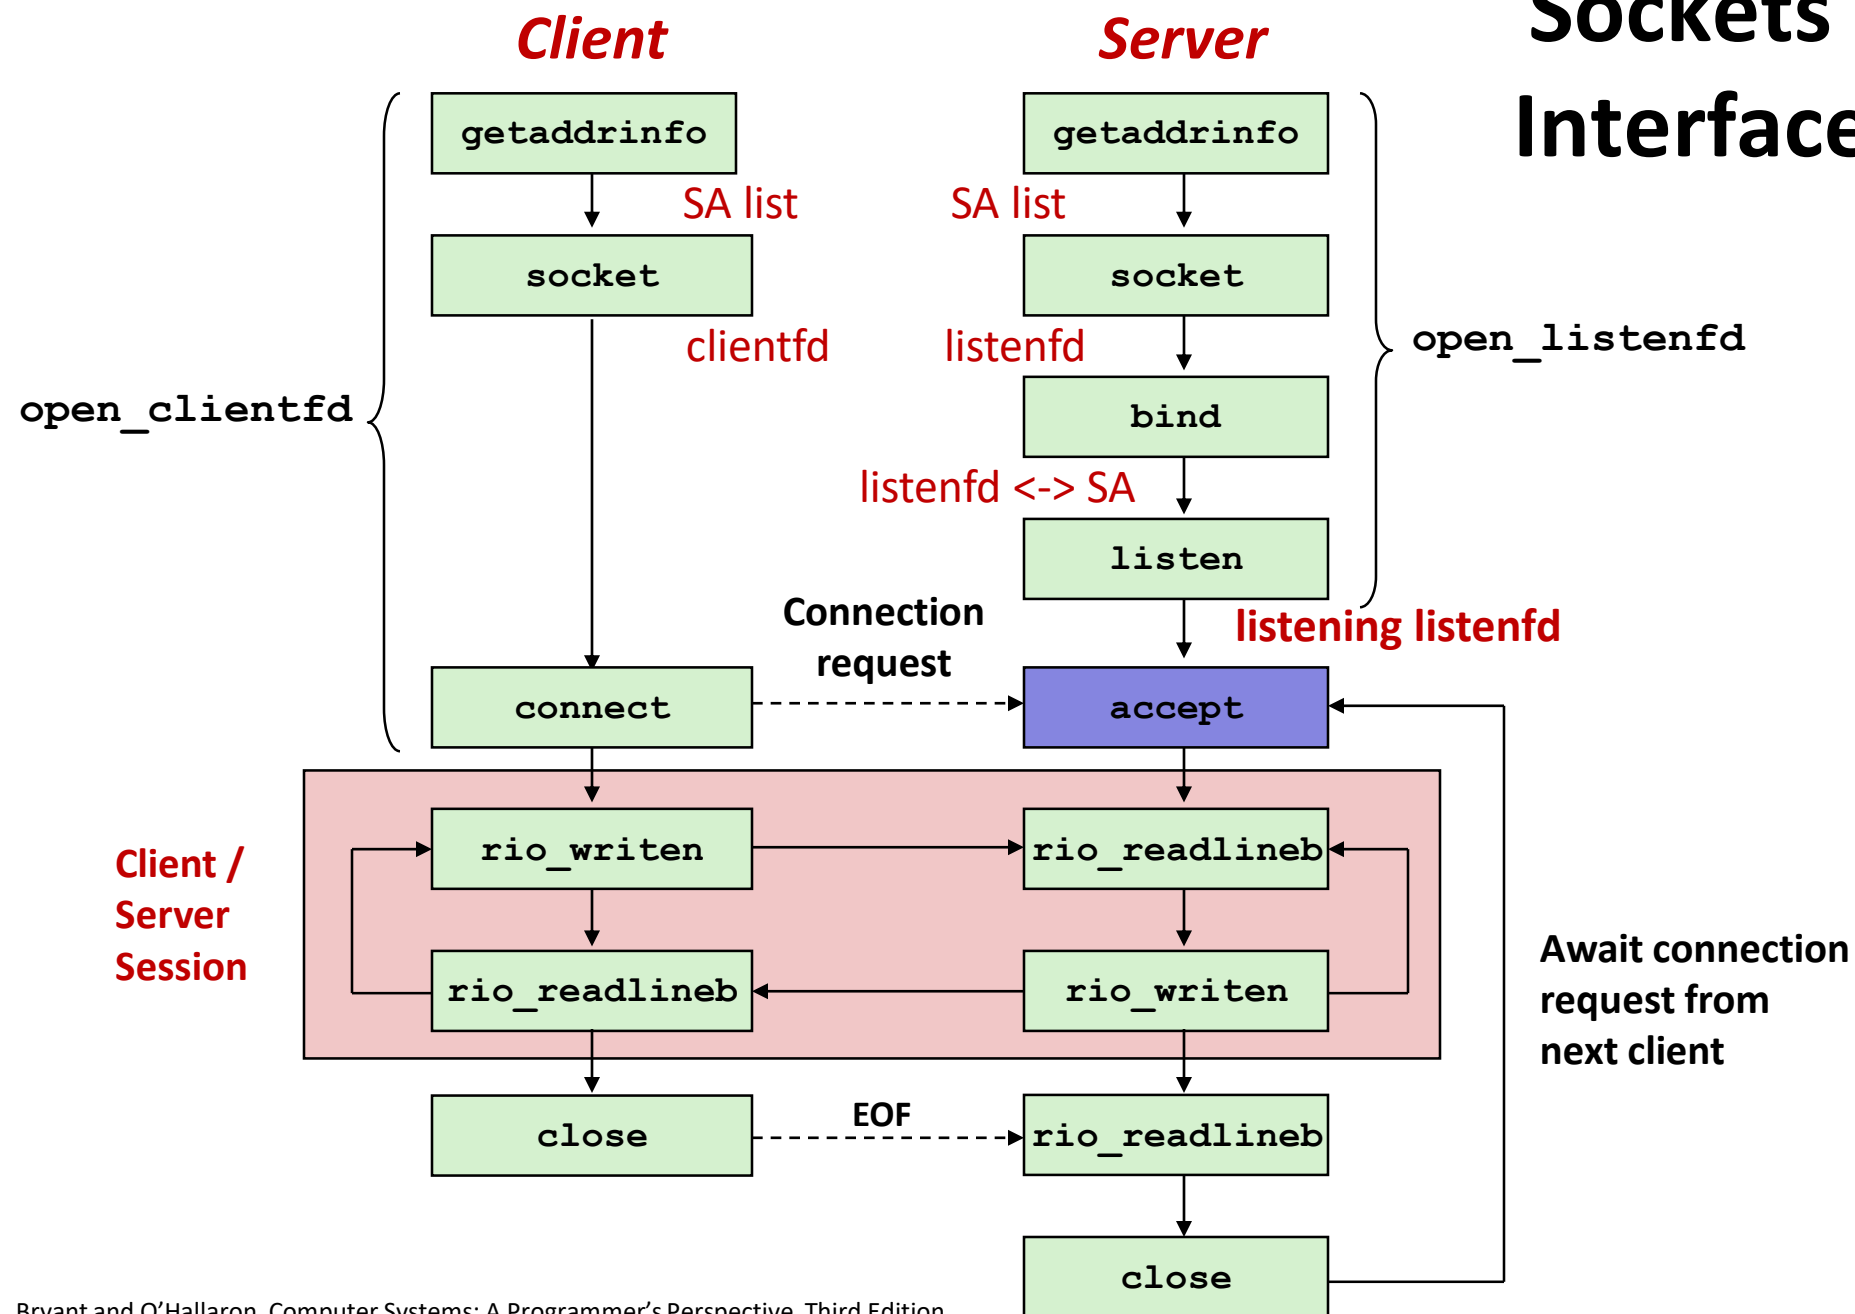 Sockets
Interface
Client
Server
getaddrinfo
getaddrinfo
SA list
SA list
socket
socket
clientfd
listenfd
open_listenfd
open_clientfd
bind
listenfd <-> SA
listen
Connection
request
listening listenfd
connect
accept
Client /
Server
Session
rio_writen
rio_readlineb
rio_readlineb
rio_writen
Await connection
request from
next client
close
EOF
rio_readlineb
close
Bryant and O'Hallaron, Computer Systems: A Programmer's Perspective, Third Edition